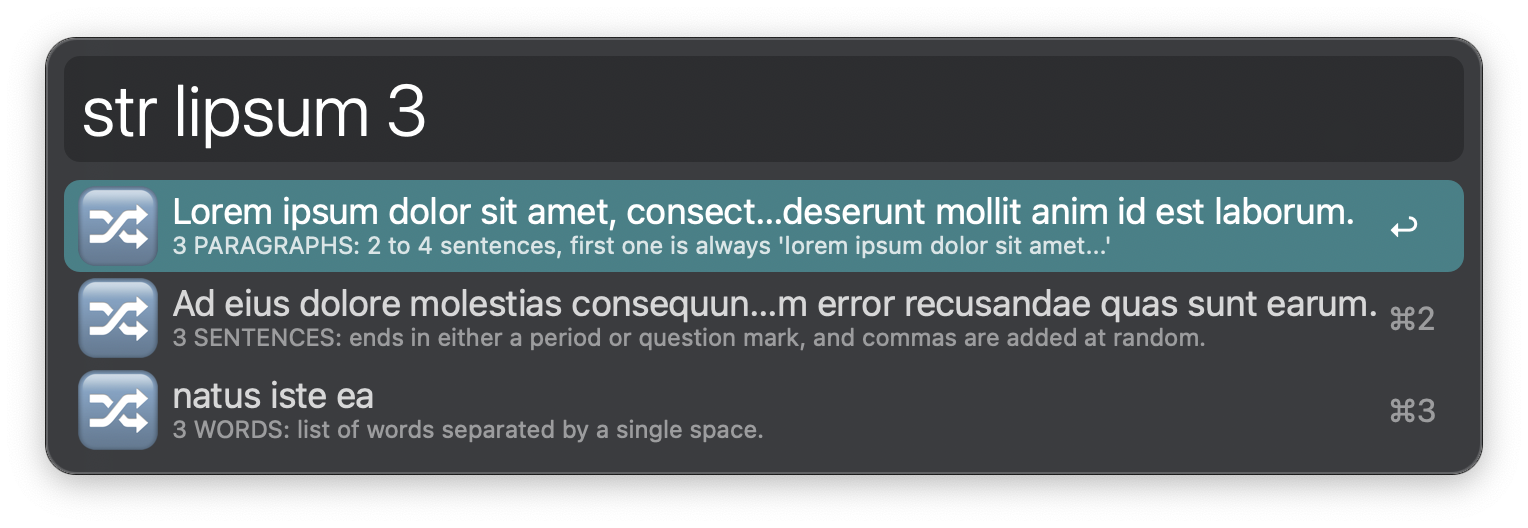 str lipsum 3
Lorem ipsum dolor sit amet, consect...deserunt mollit anim id est laborum.
3 PARAGRAPHS: 2 to 4 sentences, first one is always 'lorem ipsum dolor sit amet...'
Ad eius dolore molestias consequun...m error recusandae quas sunt earum.
⌘2
3 SENTENCES: ends in either a period or question mark, and commas are added at random.
natus iste ea
⌘3
3 WORDS: list of words separated by a single space.